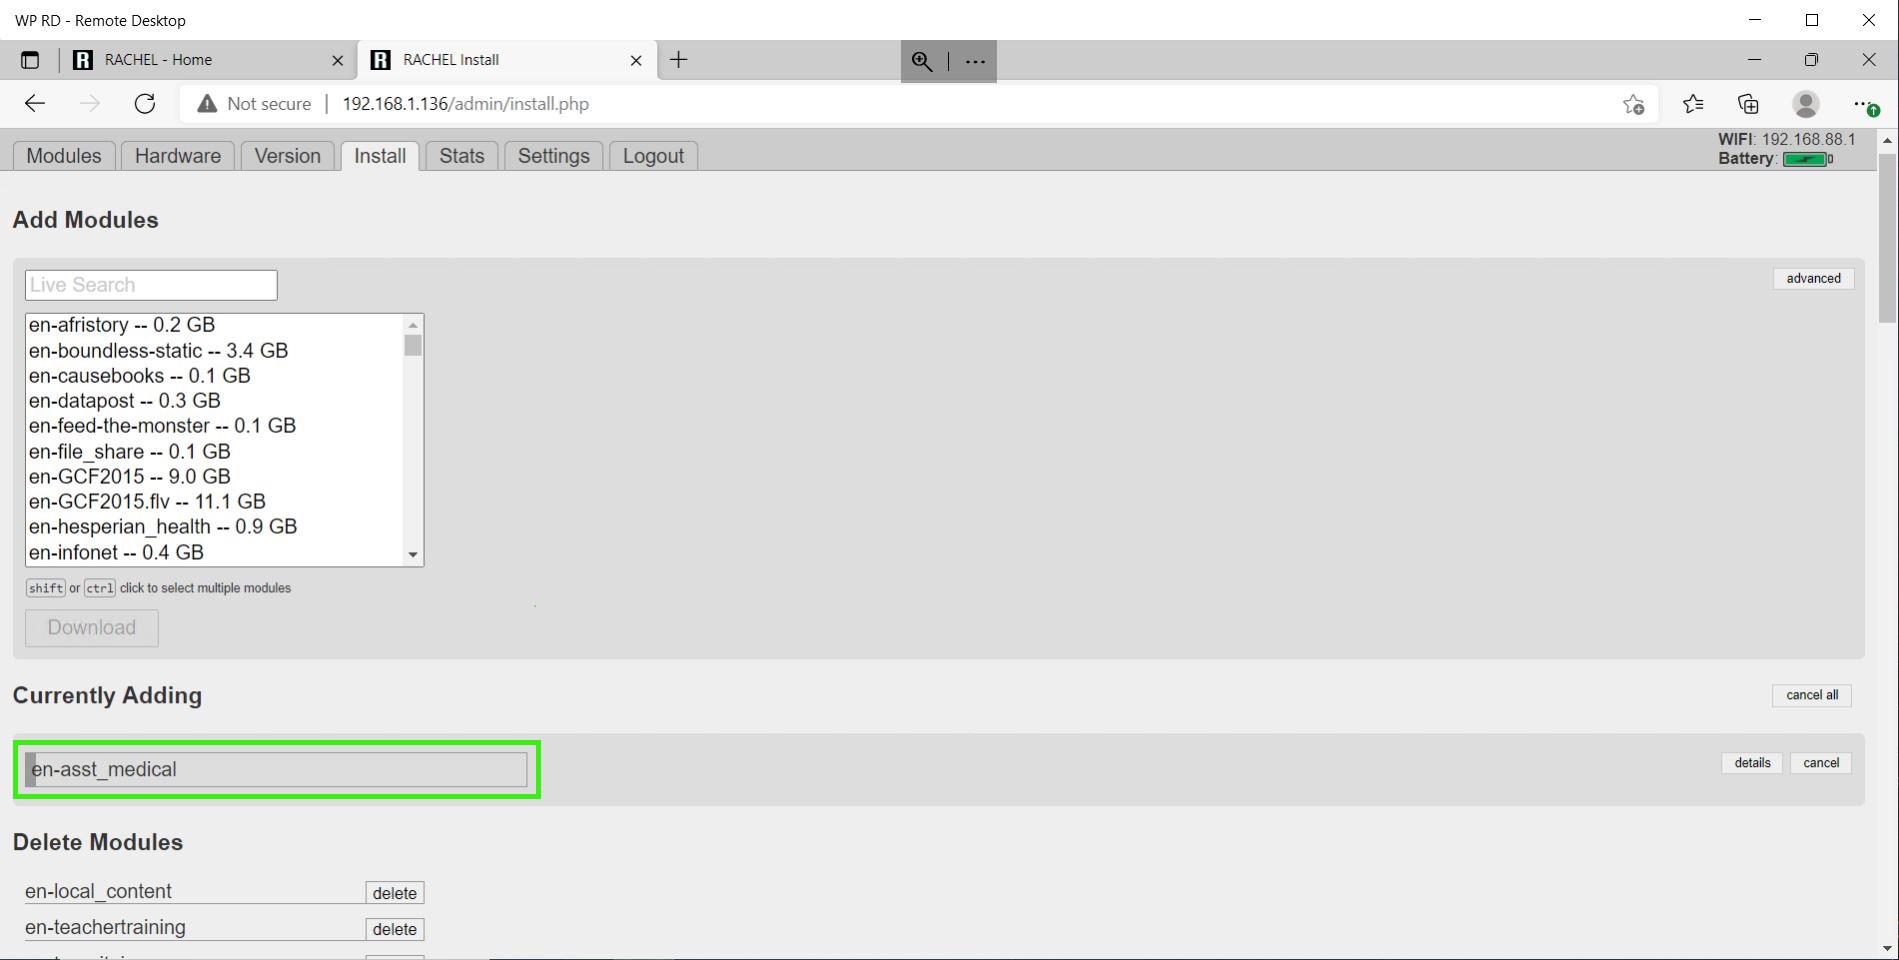 WP RD - Remote Desktop
RACHEL - Home
RACHEL Install
Not secure
192.168.1.136/admin/install.php
Modules
Hardware
Version
Install
Stats
Settings
Logout
WIFI: 192.168.88.1
Battery:
Add Modules
Live Search
advanced
en-afristory -- 0.2 GB
en-boundless-static -- 3.4 GB
en-causebooks -- 0.1 GB
en-datapost -- 0.3 GB
en-feed-the-monster -- 0.1 GB
en-file_share -- 0.1 GB
en-GCF2015 -- 9.0 GB
en-GCF2015.flv -- 11.1 GB
en-hesperian_health -- 0.9 GB
en-infonet -- 0.4 GB
shift or ctrl click to select multiple modules
Download
Currently Adding
cancel all
en-asst_medical
details
cancel
Delete Modules
en-local_content
delete
en-teachertraining
delete